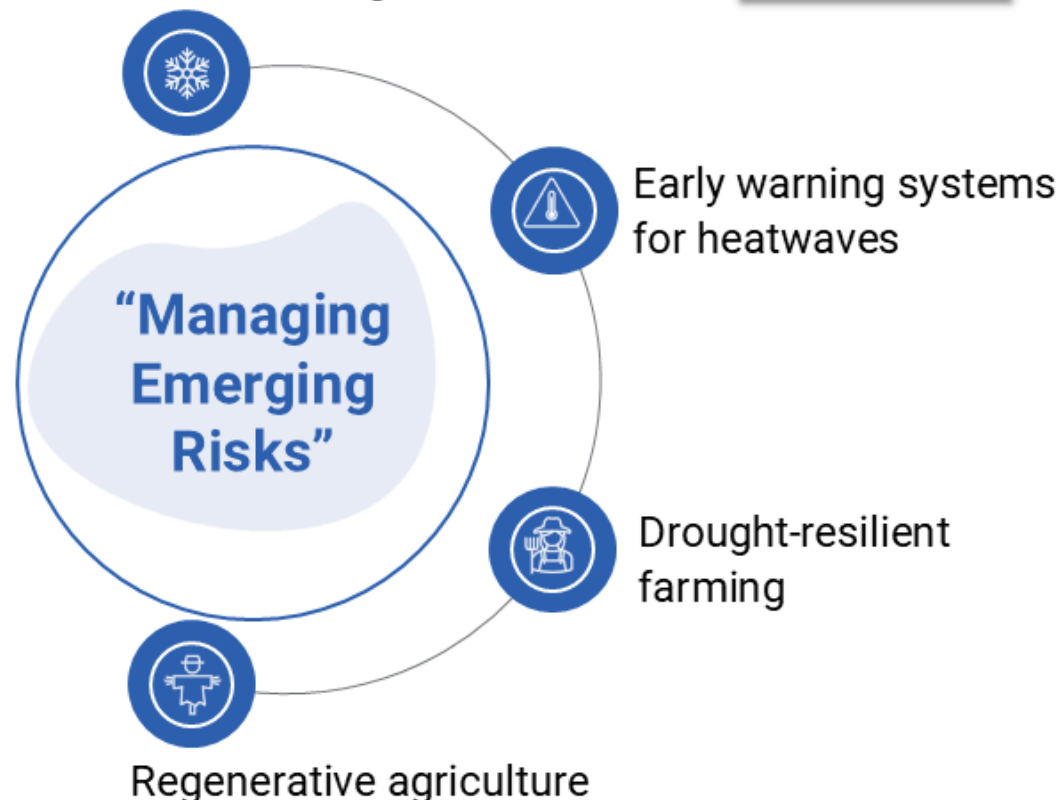 Early warning systems
for heatwaves
“Managing
Emerging
Risks”
Drought-resilient
farming
Regenerative agriculture